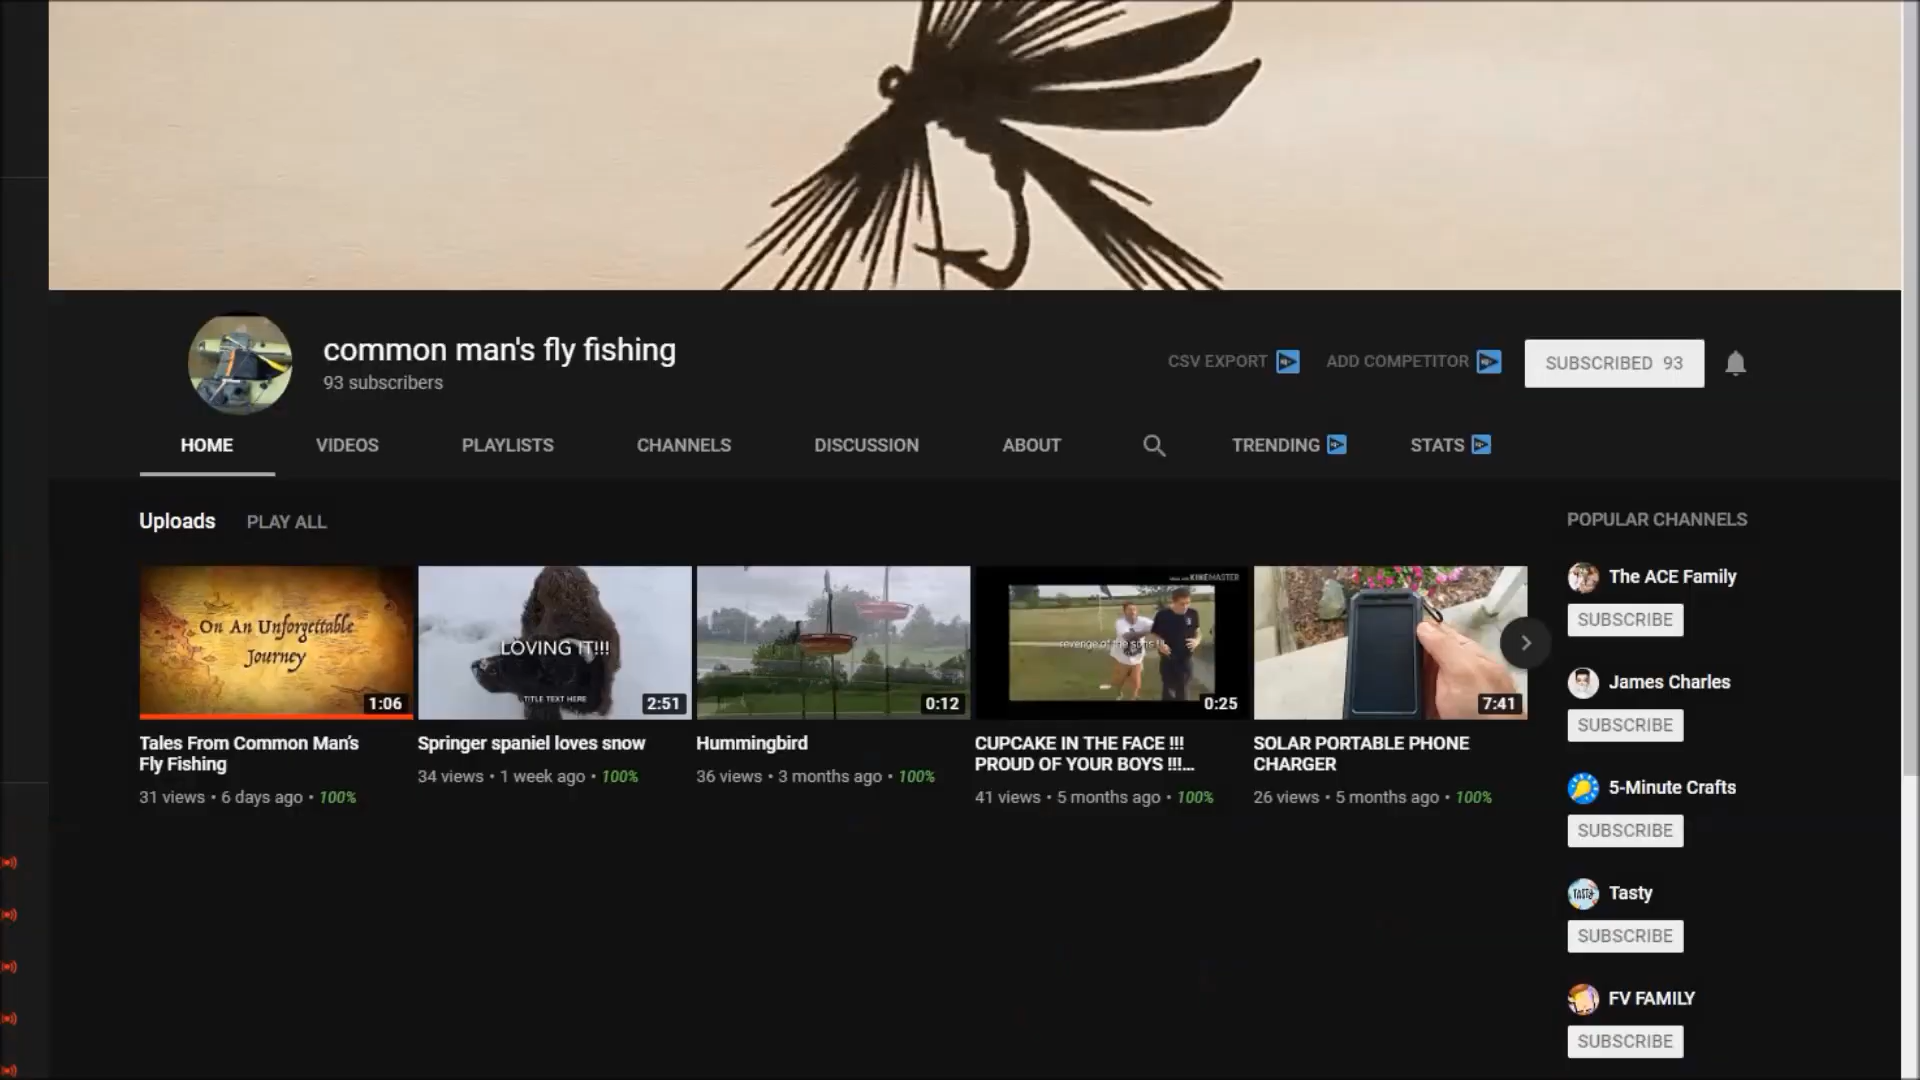 common man's fly fishing
93 subscribers
CSV EXPORT
ADD COMPETITOR
SUBSCRIBED 93
HOME
VIDEOS
PLAYLISTS
CHANNELS
DISCUSSION
ABOUT
TRENDING
STATS
Uploads
PLAY ALL
On An Unforgettable
Journey
1:06
Tales From Common Man's
Fly Fishing
31 views • 6 days ago • 100%
LOVING IT!!!
TITLE TEXT HERE
2:51
Springer spaniel loves snow
34 views • 1 week ago • 100%
0:12
Hummingbird
36 views • 3 months ago • 100%
KINEMASTER
revenge of the sons !!!
0:25
CUPCAKE IN THE FACE !!!
PROUD OF YOUR BOYS !!!...
41 views • 5 months ago • 100%
7:41
SOLAR PORTABLE PHONE
CHARGER
26 views • 5 months ago • 100%
POPULAR CHANNELS
The ACE Family
SUBSCRIBE
James Charles
SUBSCRIBE
5-Minute Crafts
SUBSCRIBE
Tasty
SUBSCRIBE
FV FAMILY
SUBSCRIBE